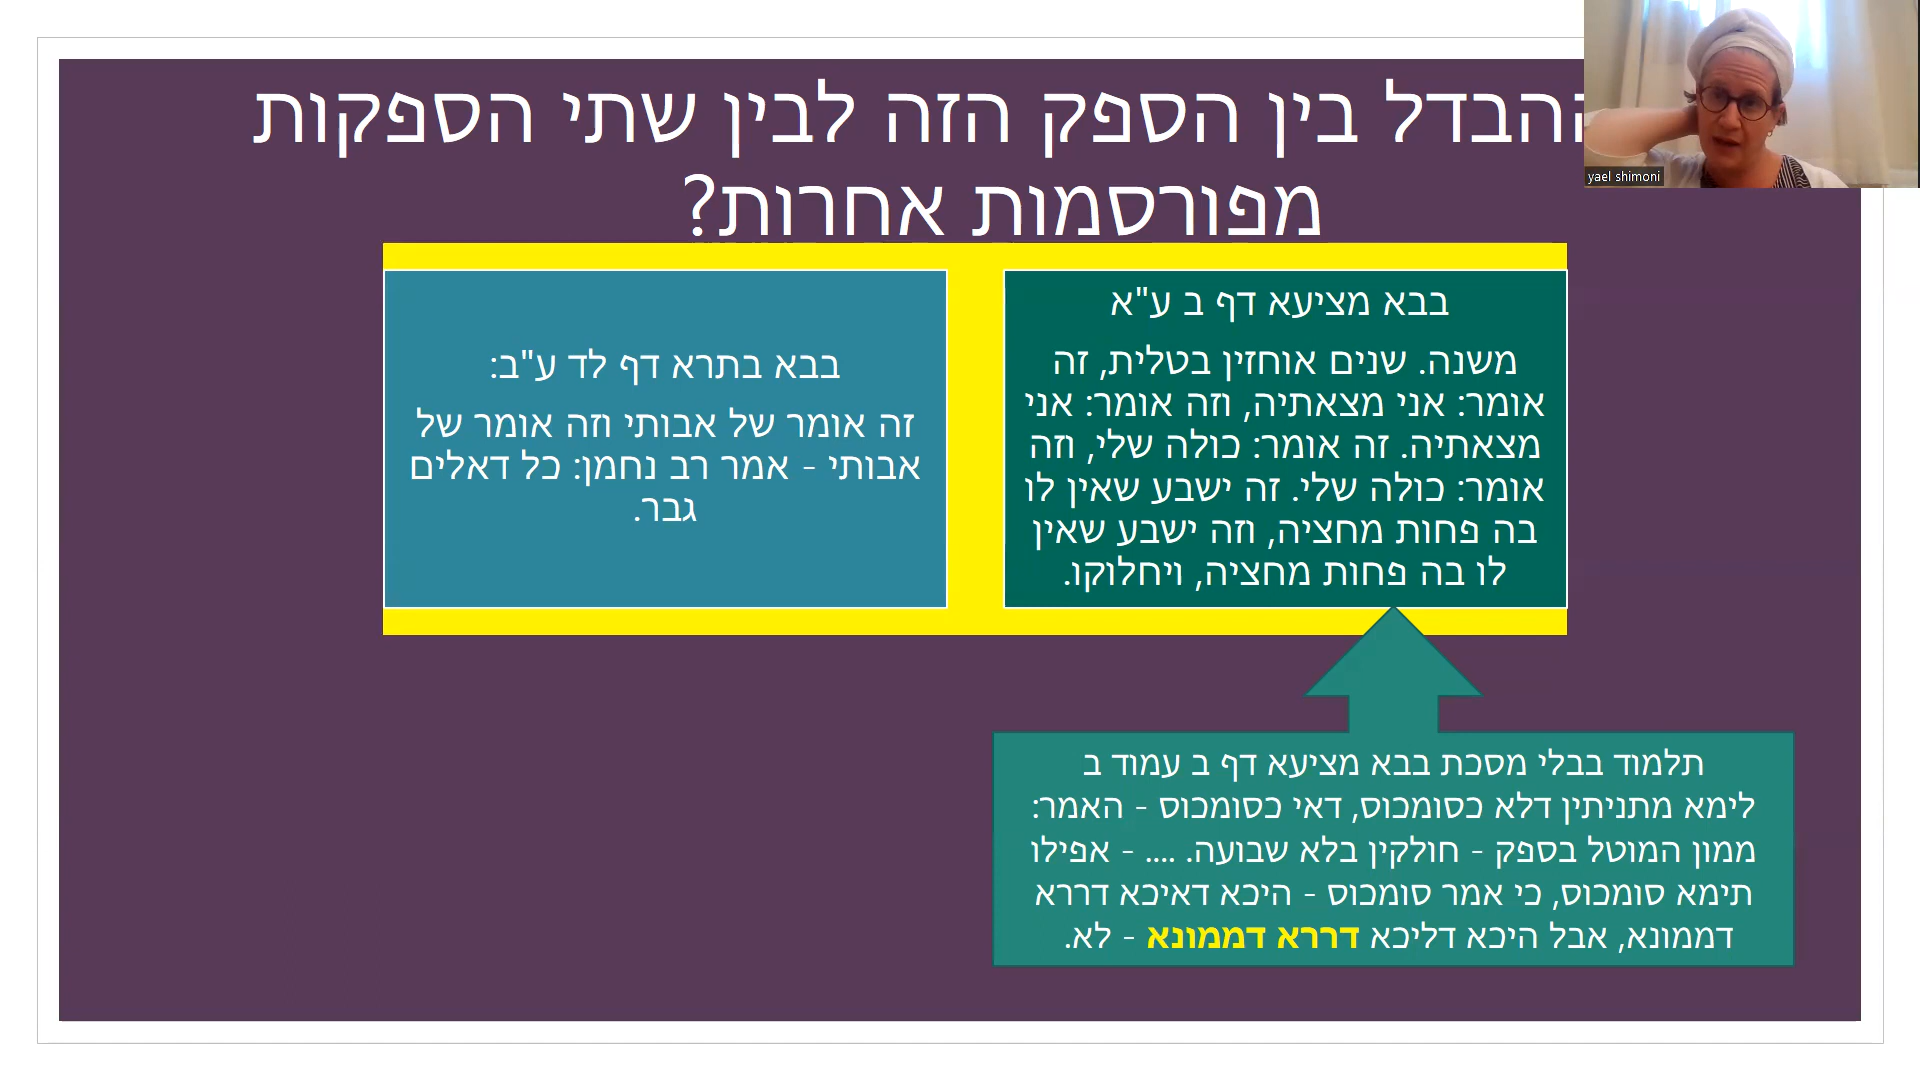 ההבדל בין הספק הזה לבין שתי הספקות
מפורסמות אחרות?
yael shimoni
בבא מציעא דף ב ע"א
משנה. שנים אוחזין בטלית, זה
אומר: אני מצאתיה, וזה אומר: אני
מצאתיה. זה אומר: כולה שלי, וזה
אומר: כולה שלי. זה ישבע שאין לו
בה פחות מחציה, וזה ישבע שאין
לו בה פחות מחציה, ויחלוקו.
בבא בתרא דף לד ע"ב:
זה אומר של אבותי וזה אומר של
אבותי - אמר רב נחמן: כל דאלים
גבר.
תלמוד בבלי מסכת בבא מציעא דף ב עמוד ב
לימא מתניתין דלא כסומכוס, דאי כסומכוס - האמר:
ממון המוטל בספק - חולקין בלא שבועה. .... - אפילו
תימא סומכוס, כי אמר סומכוס - היכא דאיכא דררא
דממונא, אבל היכא דליכא דררא דממונא - לא.